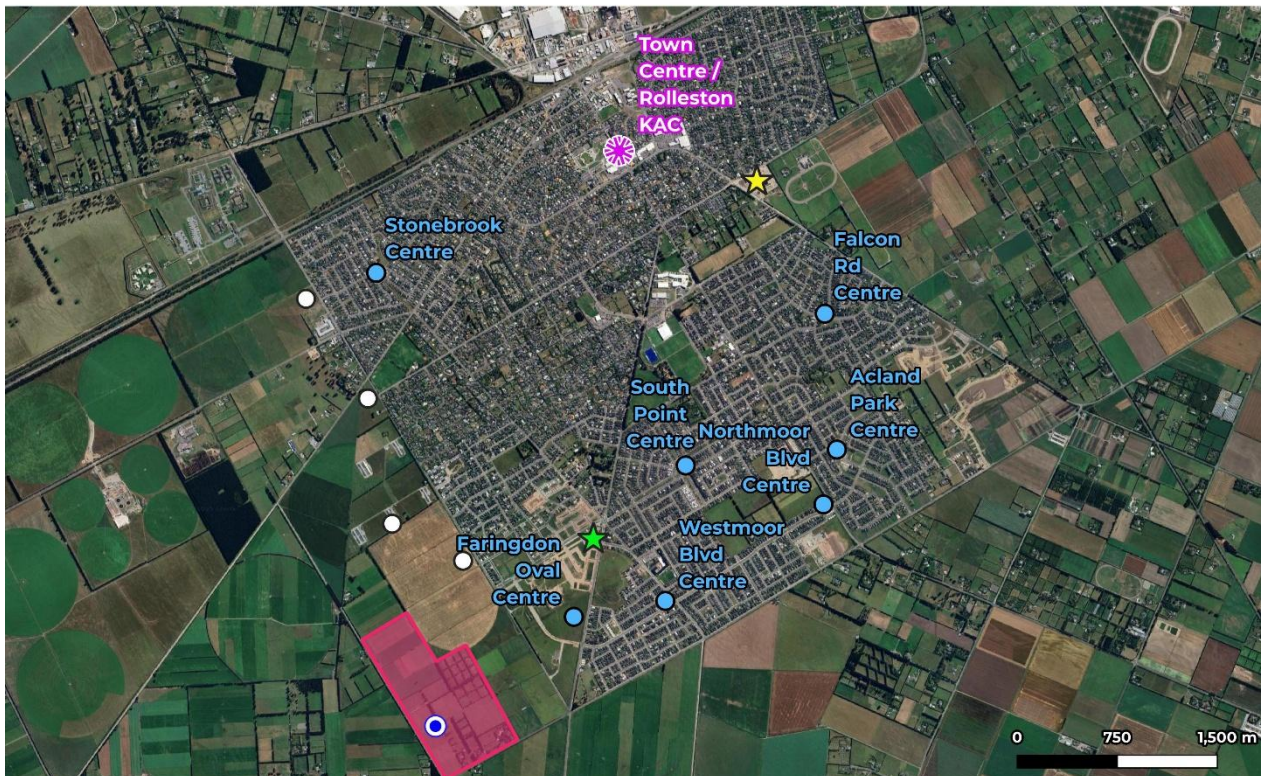 Town
Centre /
Rolleston
KAC
Stonebrook
Centre
Falcon
Rd
Centre
Acland
Park
Centre
South
Point
Centre
Northmoor
Blvd
Centre
Westmoor
Blvd
Centre
Faringdon
Oval
Centre
0 750 1,500 m